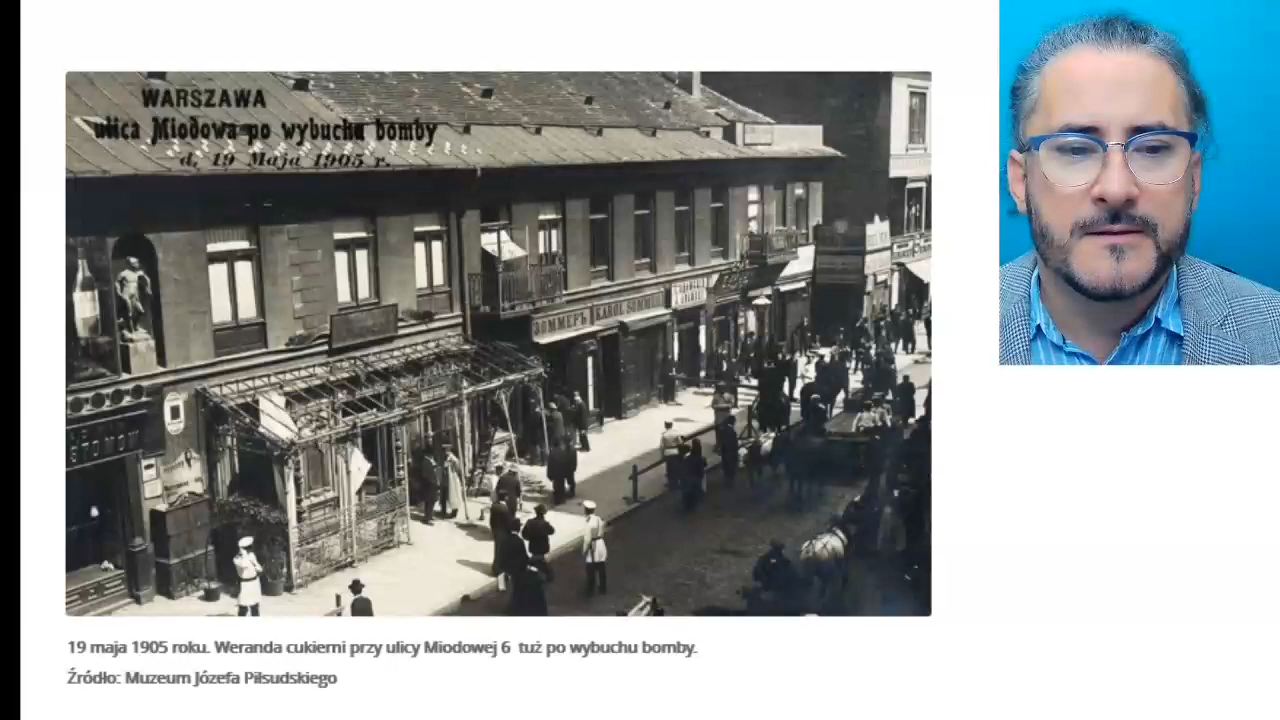 WARSZAWA
ulica Miodowa po wybuchu bomby
d. 19 Maja 1905 r.
ЗОММЕРЪ KAROL SOMMER
19 maja 1905 roku. Weranda cukierni przy ulicy Miodowej 6 tuż po wybuchu bomby.
Źródło: Muzeum Józefa Piłsudskiego